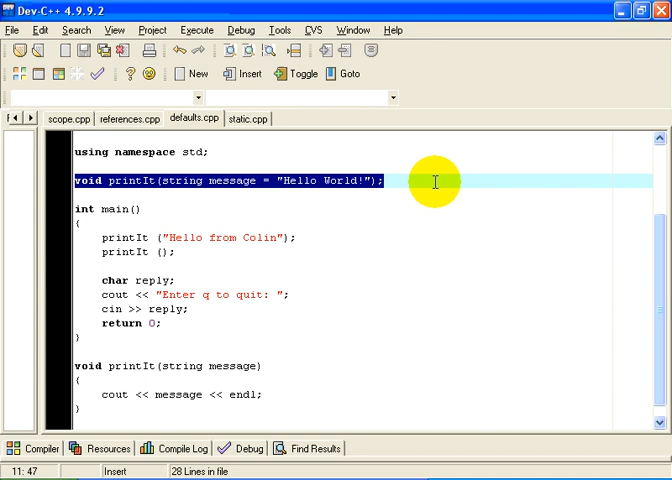 Dev-C++ 4.9.9.2
File Edit Search View Project Execute Debug Tools CVS Window Help
New Insert Toggle Goto
scope.cpp references.cpp defaults.cpp static.cpp
using namespace std;
void printIt(string message = "Hello World!");
int main()
{
printIt ("Hello from Colin");
printIt ();
char reply;
cout << "Enter q to quit: ";
cin >> reply;
return 0;
}
void printIt(string message)
{
cout << message << endl;
}
Compiler Resources Compile Log Debug Find Results
11: 47 Insert 28 Lines in file